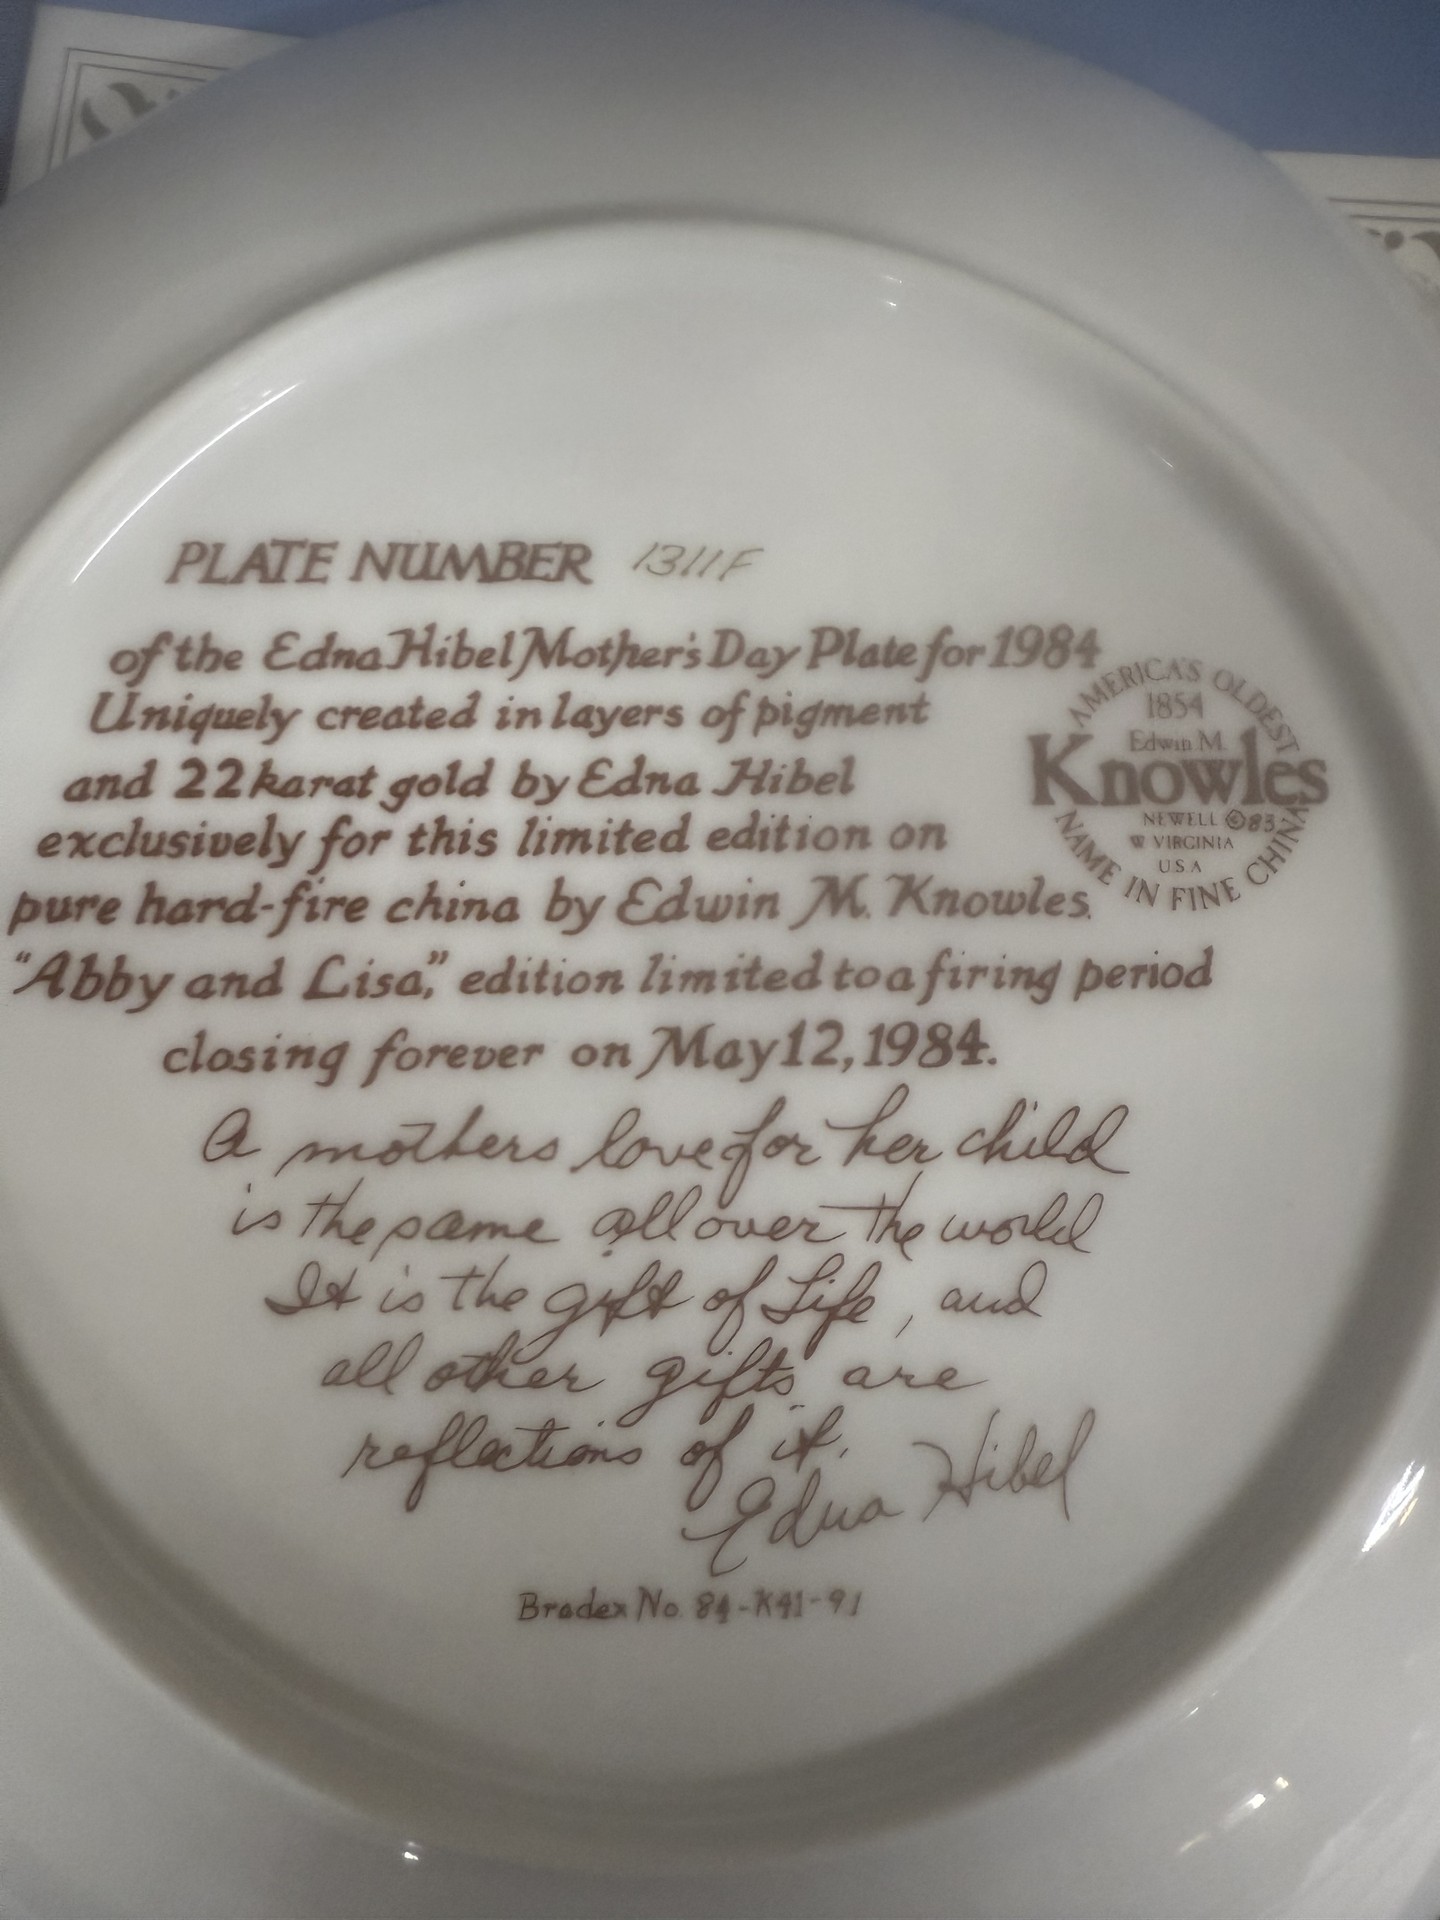 PLATE NUMBER 1311F
of the Edna Hibel Mother's Day Plate for 1984
Uniquely created in layers of pigment
and 22 karat gold by Edna Hibel
exclusively for this limited edition on
pure hard-fire china by Edwin M. Knowles.
"Abby and Lisa," edition limited to a firing period
closing forever on May 12, 1984.
AMERICA'S OLDEST
1854
Edwin M.
Knowles
NEWELL © 83
W VIRGINIA
U.S.A
NAME IN FINE CHINA
A mothers love for her child
is the same all over the world
It is the gift of Life, and
all other gifts are
reflections of it.
Edna Hibel
Bradex No. 84-K41-91